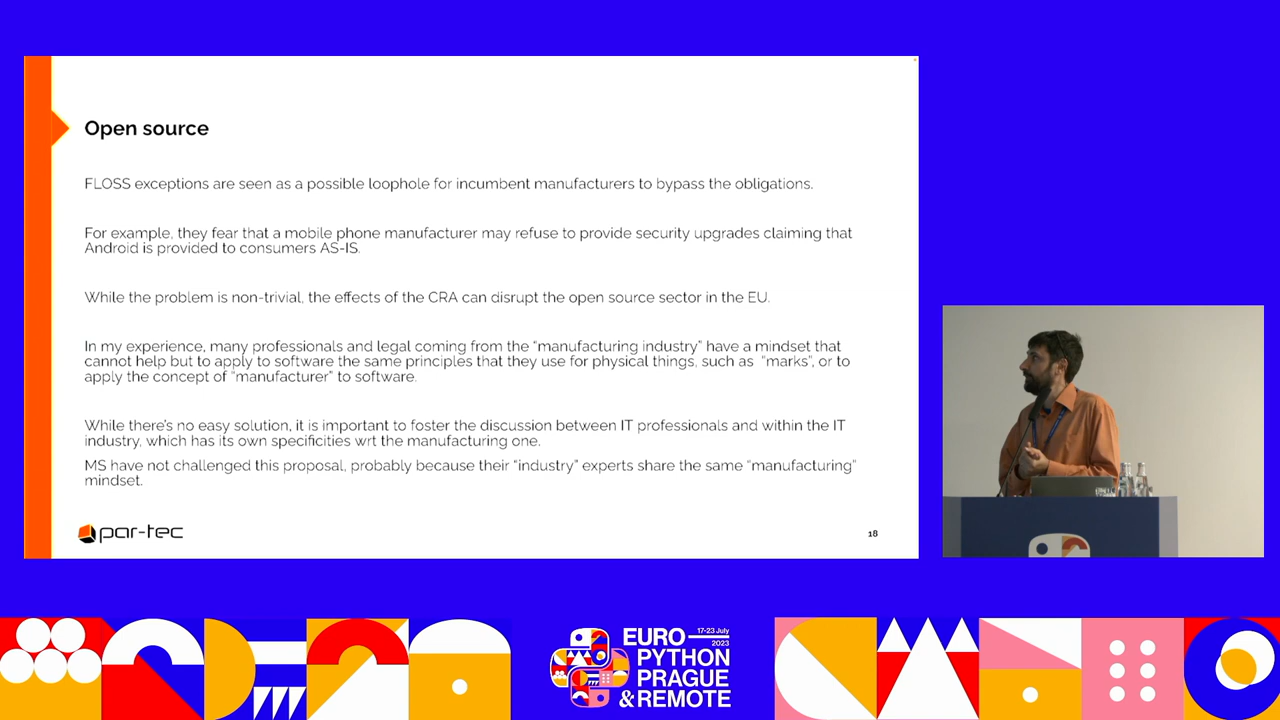 Open source
FLOSS exceptions are seen as a possible loophole for incumbent manufacturers to bypass the obligations.
For example, they fear that a mobile phone manufacturer may refuse to provide security upgrades claiming that
Android is provided to consumers AS-IS.
While the problem is non-trivial, the effects of the CRA can disrupt the open source sector in the EU.
In my experience, many professionals and legal coming from the “manufacturing industry” have a mindset that
cannot help but to apply to software the same principles that they use for physical things, such as “marks”, or to
apply the concept of “manufacturer” to software.
While there's no easy solution, it is important to foster the discussion between IT professionals and within the IT
industry, which has its own specificities wrt the manufacturing one.
MS have not challenged this proposal, probably because their “industry” experts share the same “manufacturing”
mindset.
par-tec
18
EURO 17-23 July
2023
PYTHON
PRAGUE
& REMOTE